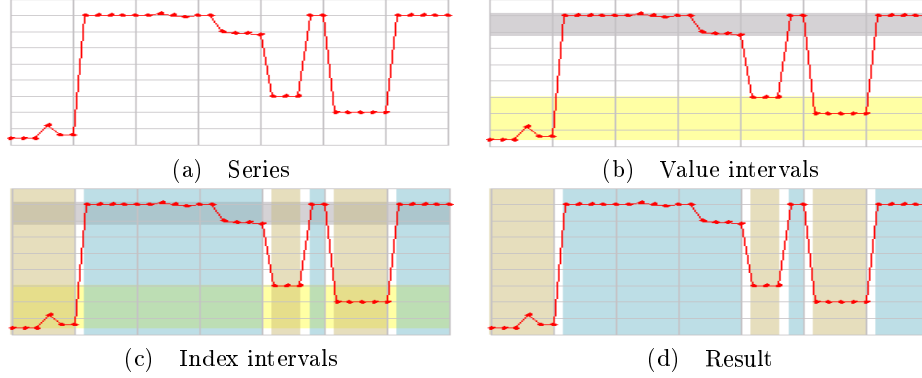 (a) Series
(b) Value intervals
(c) Index intervals
(d) Result